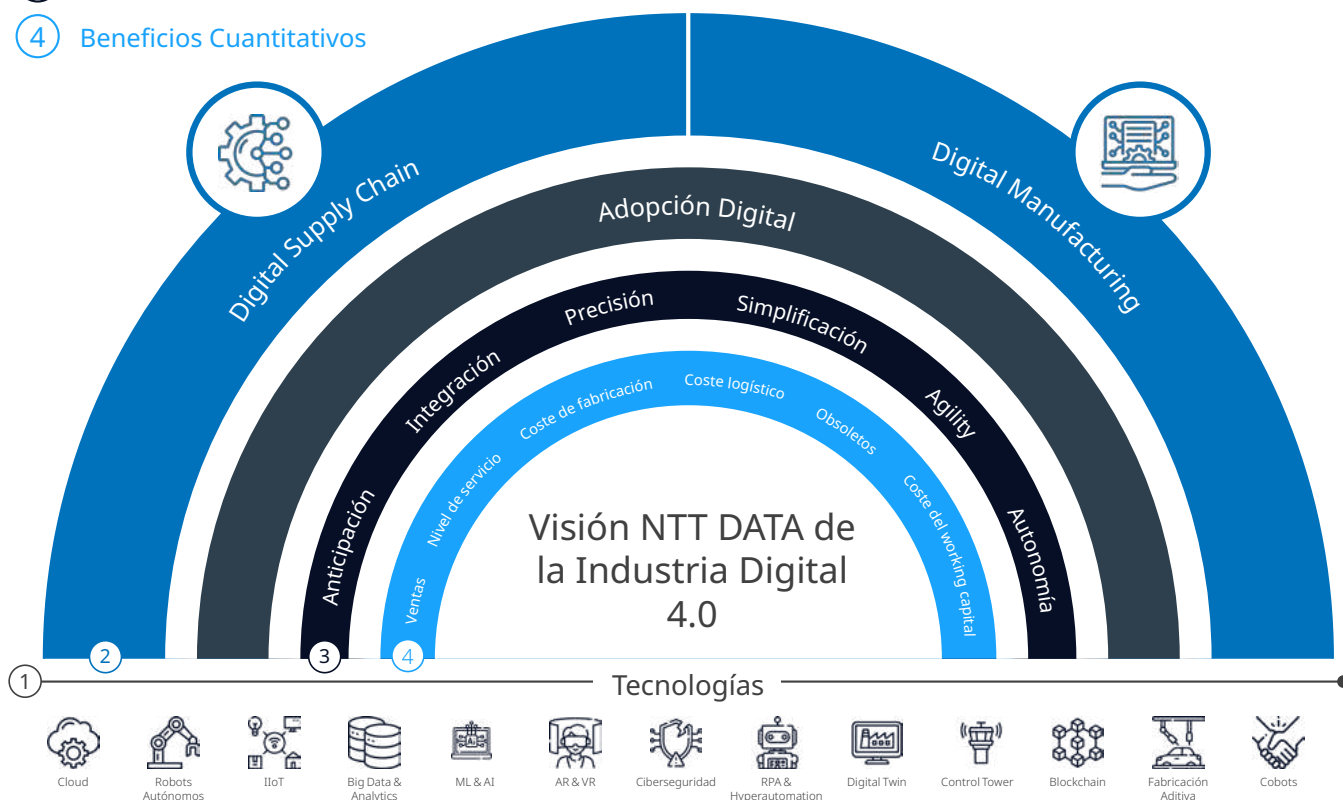 4 Beneficios Cuantitativos
Digital Supply Chain
Digital Manufacturing
Adopción Digital
Anticipación
Integración
Precisión
Simplificación
Agility
Autonomía
Ventas
Nivel de servicio
Coste de fabricación
Coste logístico
Obsoletos
Coste del working capital
Visión NTT DATA de
la Industria Digital
4.0
2
3
4
1
Tecnologías
Cloud
Robots
Autónomos
IIoT
Big Data &
Analytics
ML & AI
AR & VR
Ciberseguridad
RPA &
Hyperautomation
Digital Twin
Control Tower
Blockchain
Fabricación
Aditiva
Cobots